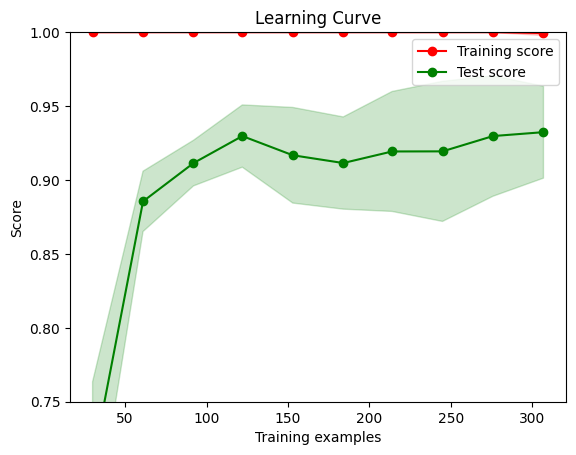 Learning Curve
1.00
Training score
Test score
0.95
0.90
Score
0.85
0.80
0.75
50 100 150 200 250 300
Training examples